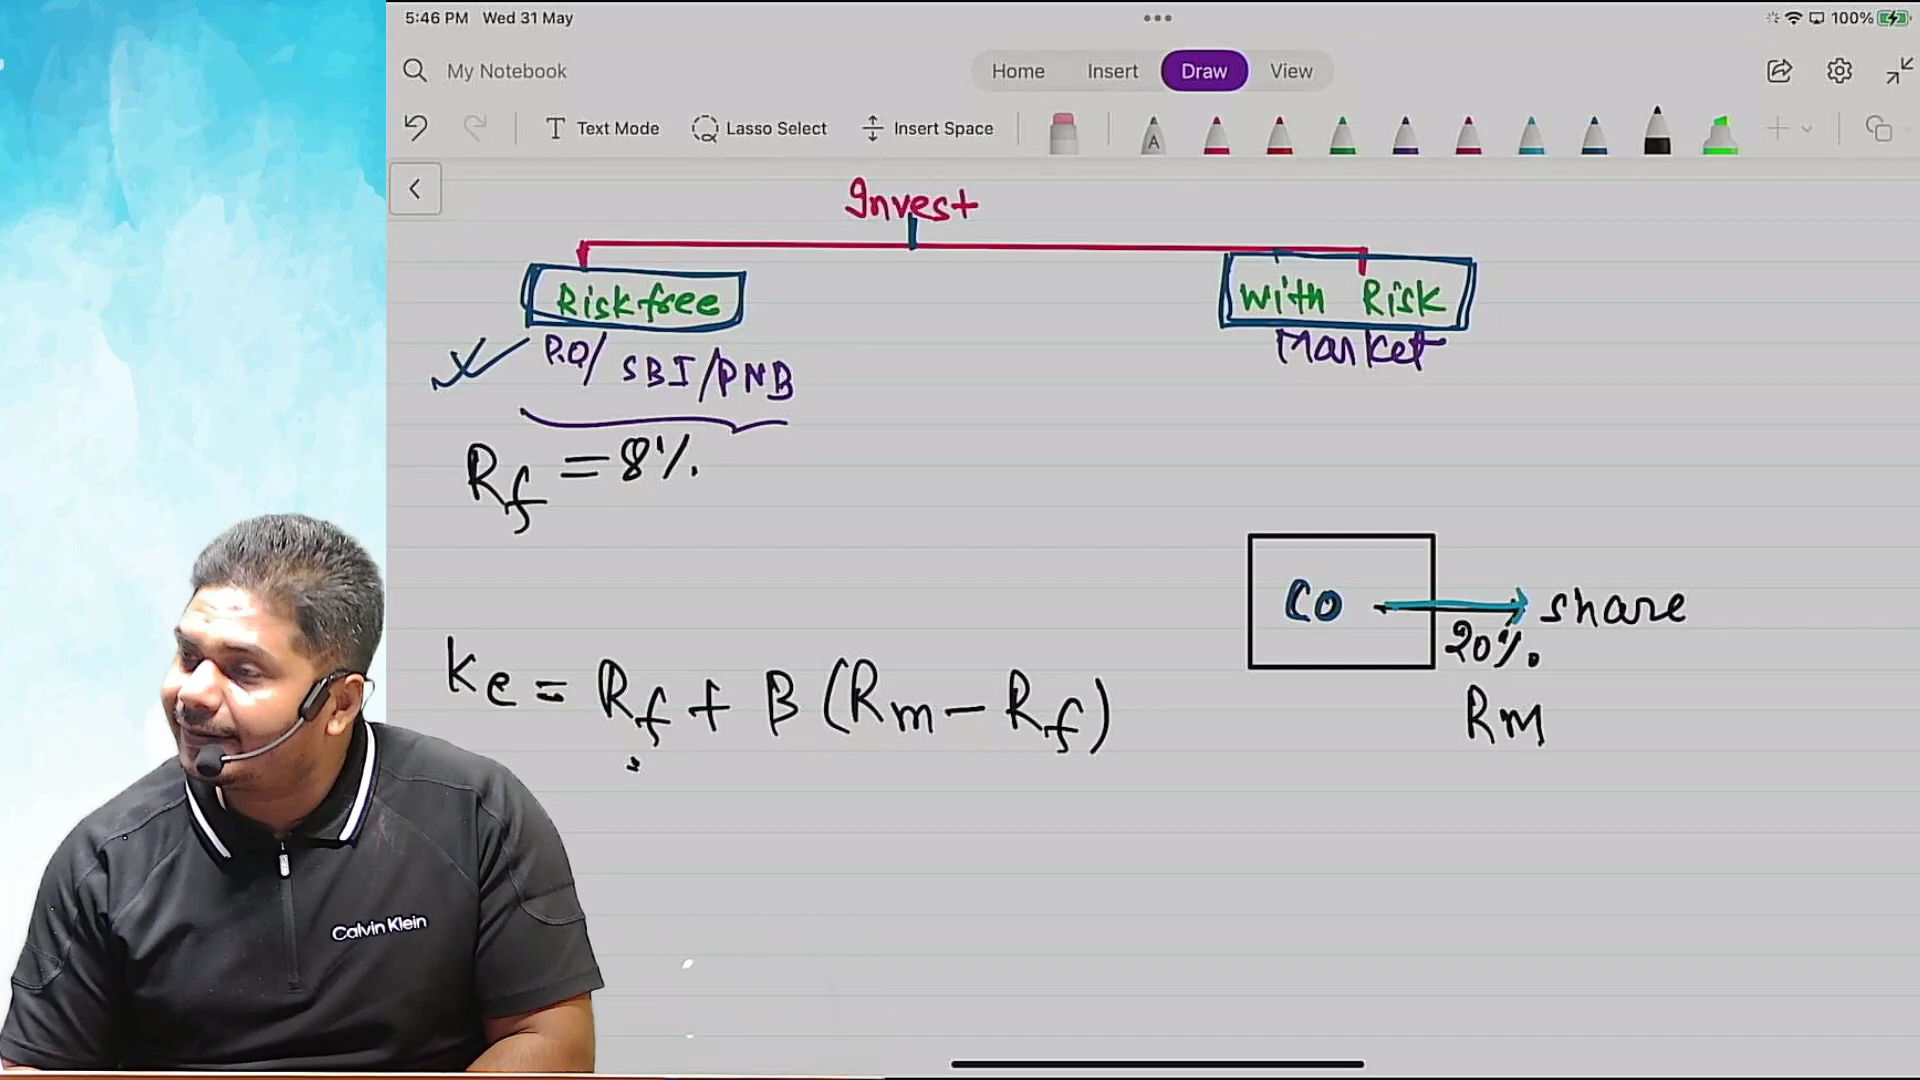 5:46 PM Wed 31 May
100%
My Notebook
Home Insert Draw View
Text Mode Lasso Select Insert Space
A
Invest
Risk free
with Risk
P.O/ SBI/PNB
Market
Rf = 8%
CO
share
20%
Rm
Ke = Rf + B (Rm - Rf)
Calvin Klein